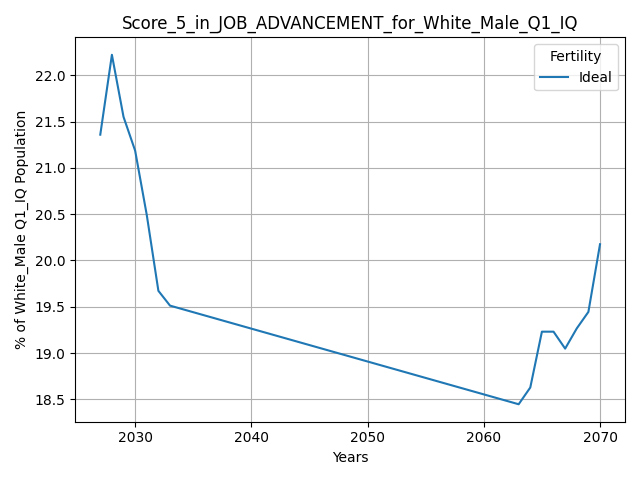 Score_5_in_JOB_ADVANCEMENT_for_White_Male_Q1_IQ
Fertility
Ideal
% of White_Male Q1_IQ Population
22.0
21.5
21.0
20.5
20.0
19.5
19.0
18.5
2030 2040 2050 2060 2070
Years